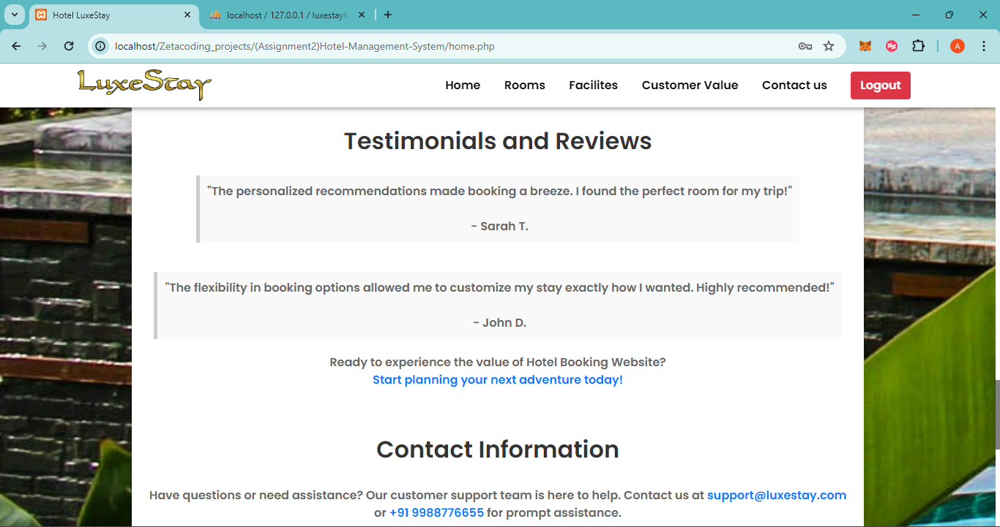 Hotel LuxeStay
localhost / 127.0.0.1 / luxestayh
localhost/Zetacoding_projects/(Assignment2)Hotel-Management-System/home.php
A
LuxeStay
Home
Rooms
Facilites
Customer Value
Contact us
Logout
Testimonials and Reviews
"The personalized recommendations made booking a breeze. I found the perfect room for my trip!"
- Sarah T.
"The flexibility in booking options allowed me to customize my stay exactly how I wanted. Highly recommended!"
- John D.
Ready to experience the value of Hotel Booking Website?
Start planning your next adventure today!
Contact Information
Have questions or need assistance? Our customer support team is here to help. Contact us at support@luxestay.com
or +91 9988776655 for prompt assistance.